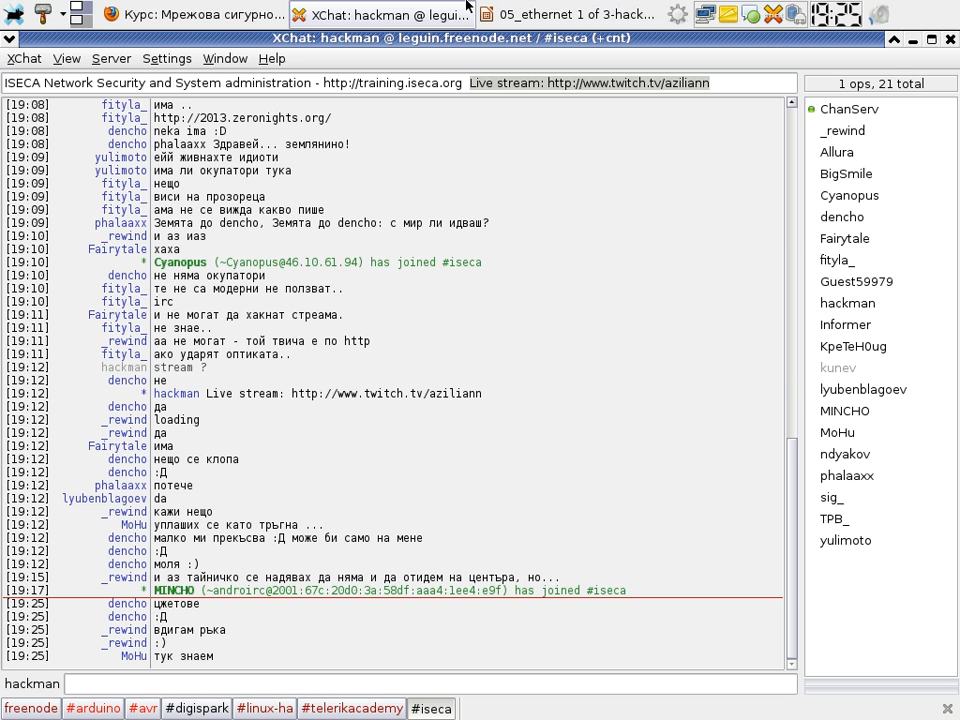 Курс: Мрежова сигурно...
XChat: hackman @ legui...
05_ethernet 1 of 3-hack...
19:25
XChat: hackman @ leguin.freenode.net / #iseca (+cnt)
XChat View Server Settings Window Help
ISECA Network Security and System administration - http://training.iseca.org Live stream: http://www.twitch.tv/aziliann
1 ops, 21 total
[19:08] fityla_ има ..
[19:08] fityla_ http://2013.zeronights.org/
[19:08] dencho neka ima :D
[19:08] dencho phalaaxx Здравей... землянино!
[19:09] yulimoto ейй живнахте идиоти
[19:09] yulimoto има ли окупатори тука
[19:09] fityla_ нещо
[19:09] fityla_ виси на прозореца
[19:09] fityla_ ама не се вижда какво пише
[19:09] phalaaxx Земята до dencho, Земята до dencho: с мир ли идваш?
[19:10] _rewind и аз иаз
[19:10] Fairytale хаха
[19:10] * Cyanopus (~Cyanopus@46.10.61.94) has joined #iseca
[19:10] dencho не няма окупатори
[19:10] fityla_ те не са модерни не ползват..
[19:10] fityla_ irc
[19:11] Fairytale и не могат да хакнат стреама.
[19:11] fityla_ не знае..
[19:11] _rewind аа не могат - той твича е по http
[19:11] fityla_ ако ударят оптиката..
[19:12] hackman stream ?
[19:12] dencho не
[19:12] * hackman Live stream: http://www.twitch.tv/aziliann
[19:12] dencho да
[19:12] _rewind loading
[19:12] _rewind да
[19:12] Fairytale има
[19:12] dencho нещо се клопа
[19:12] dencho :Д
[19:12] phalaaxx потече
[19:12] lyubenblagoev da
[19:12] _rewind кажи нещо
[19:12] MoHu уплаших се като тръгна ...
[19:12] dencho малко ми прекъсва :Д може би само на мене
[19:12] dencho :Д
[19:12] dencho моля :)
[19:15] _rewind и аз тайничко се надявах да няма и да отидем на центъра, но...
[19:17] * MINCHO (~androirc@2001:67c:20d0:3a:58df:aaa4:1ee4:e9f) has joined #iseca
[19:25] dencho цжетове
[19:25] dencho :Д
[19:25] _rewind вдигам ръка
[19:25] _rewind :)
[19:25] MoHu тук знаем
ChanServ
_rewind
Allura
BigSmile
Cyanopus
dencho
Fairytale
fityla_
Guest59979
hackman
Informer
KpeTeH0ug
kunev
lyubenblagoev
MINCHO
MoHu
ndyakov
phalaaxx
sig_
TPB_
yulimoto
hackman
freenode #arduino #avr #digispark #linux-ha #telerikacademy #iseca